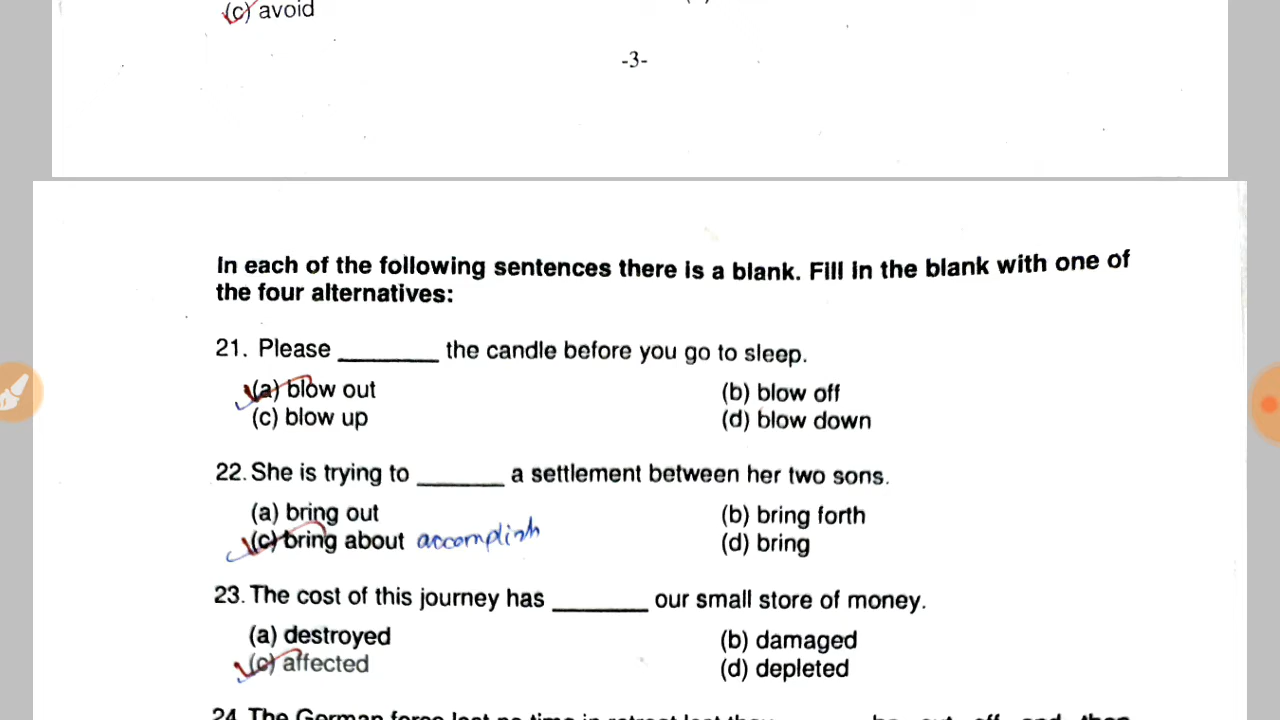 (c) avoid
-3-
In each of the following sentences there is a blank. Fill in the blank with one of
the four alternatives:
21. Please ________ the candle before you go to sleep.
(a) blow out (b) blow off
(c) blow up (d) blow down
22. She is trying to _______ a settlement between her two sons.
(a) bring out (b) bring forth
(c) bring about accomplish (d) bring
23. The cost of this journey has ________ our small store of money.
(a) destroyed (b) damaged
(c) affected (d) depleted